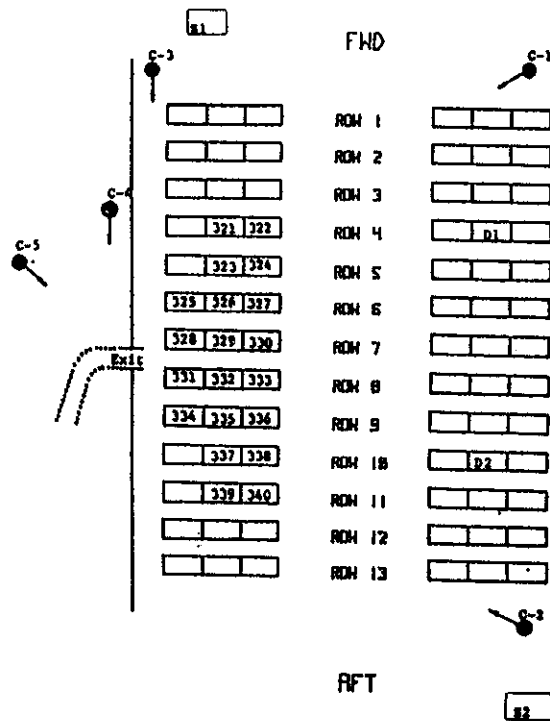 S1
FWD
C-3
C-1
ROW 1
ROW 2
ROW 3
C-4
321 322 ROW 4 D1
C-5
323 324 ROW 5
325 326 327 ROW 6
328 329 330 ROW 7
Exit
331 332 333 ROW 8
334 335 336 ROW 9
337 338 ROW 10 D2
339 340 ROW 11
ROW 12
ROW 13
C-2
AFT
S2